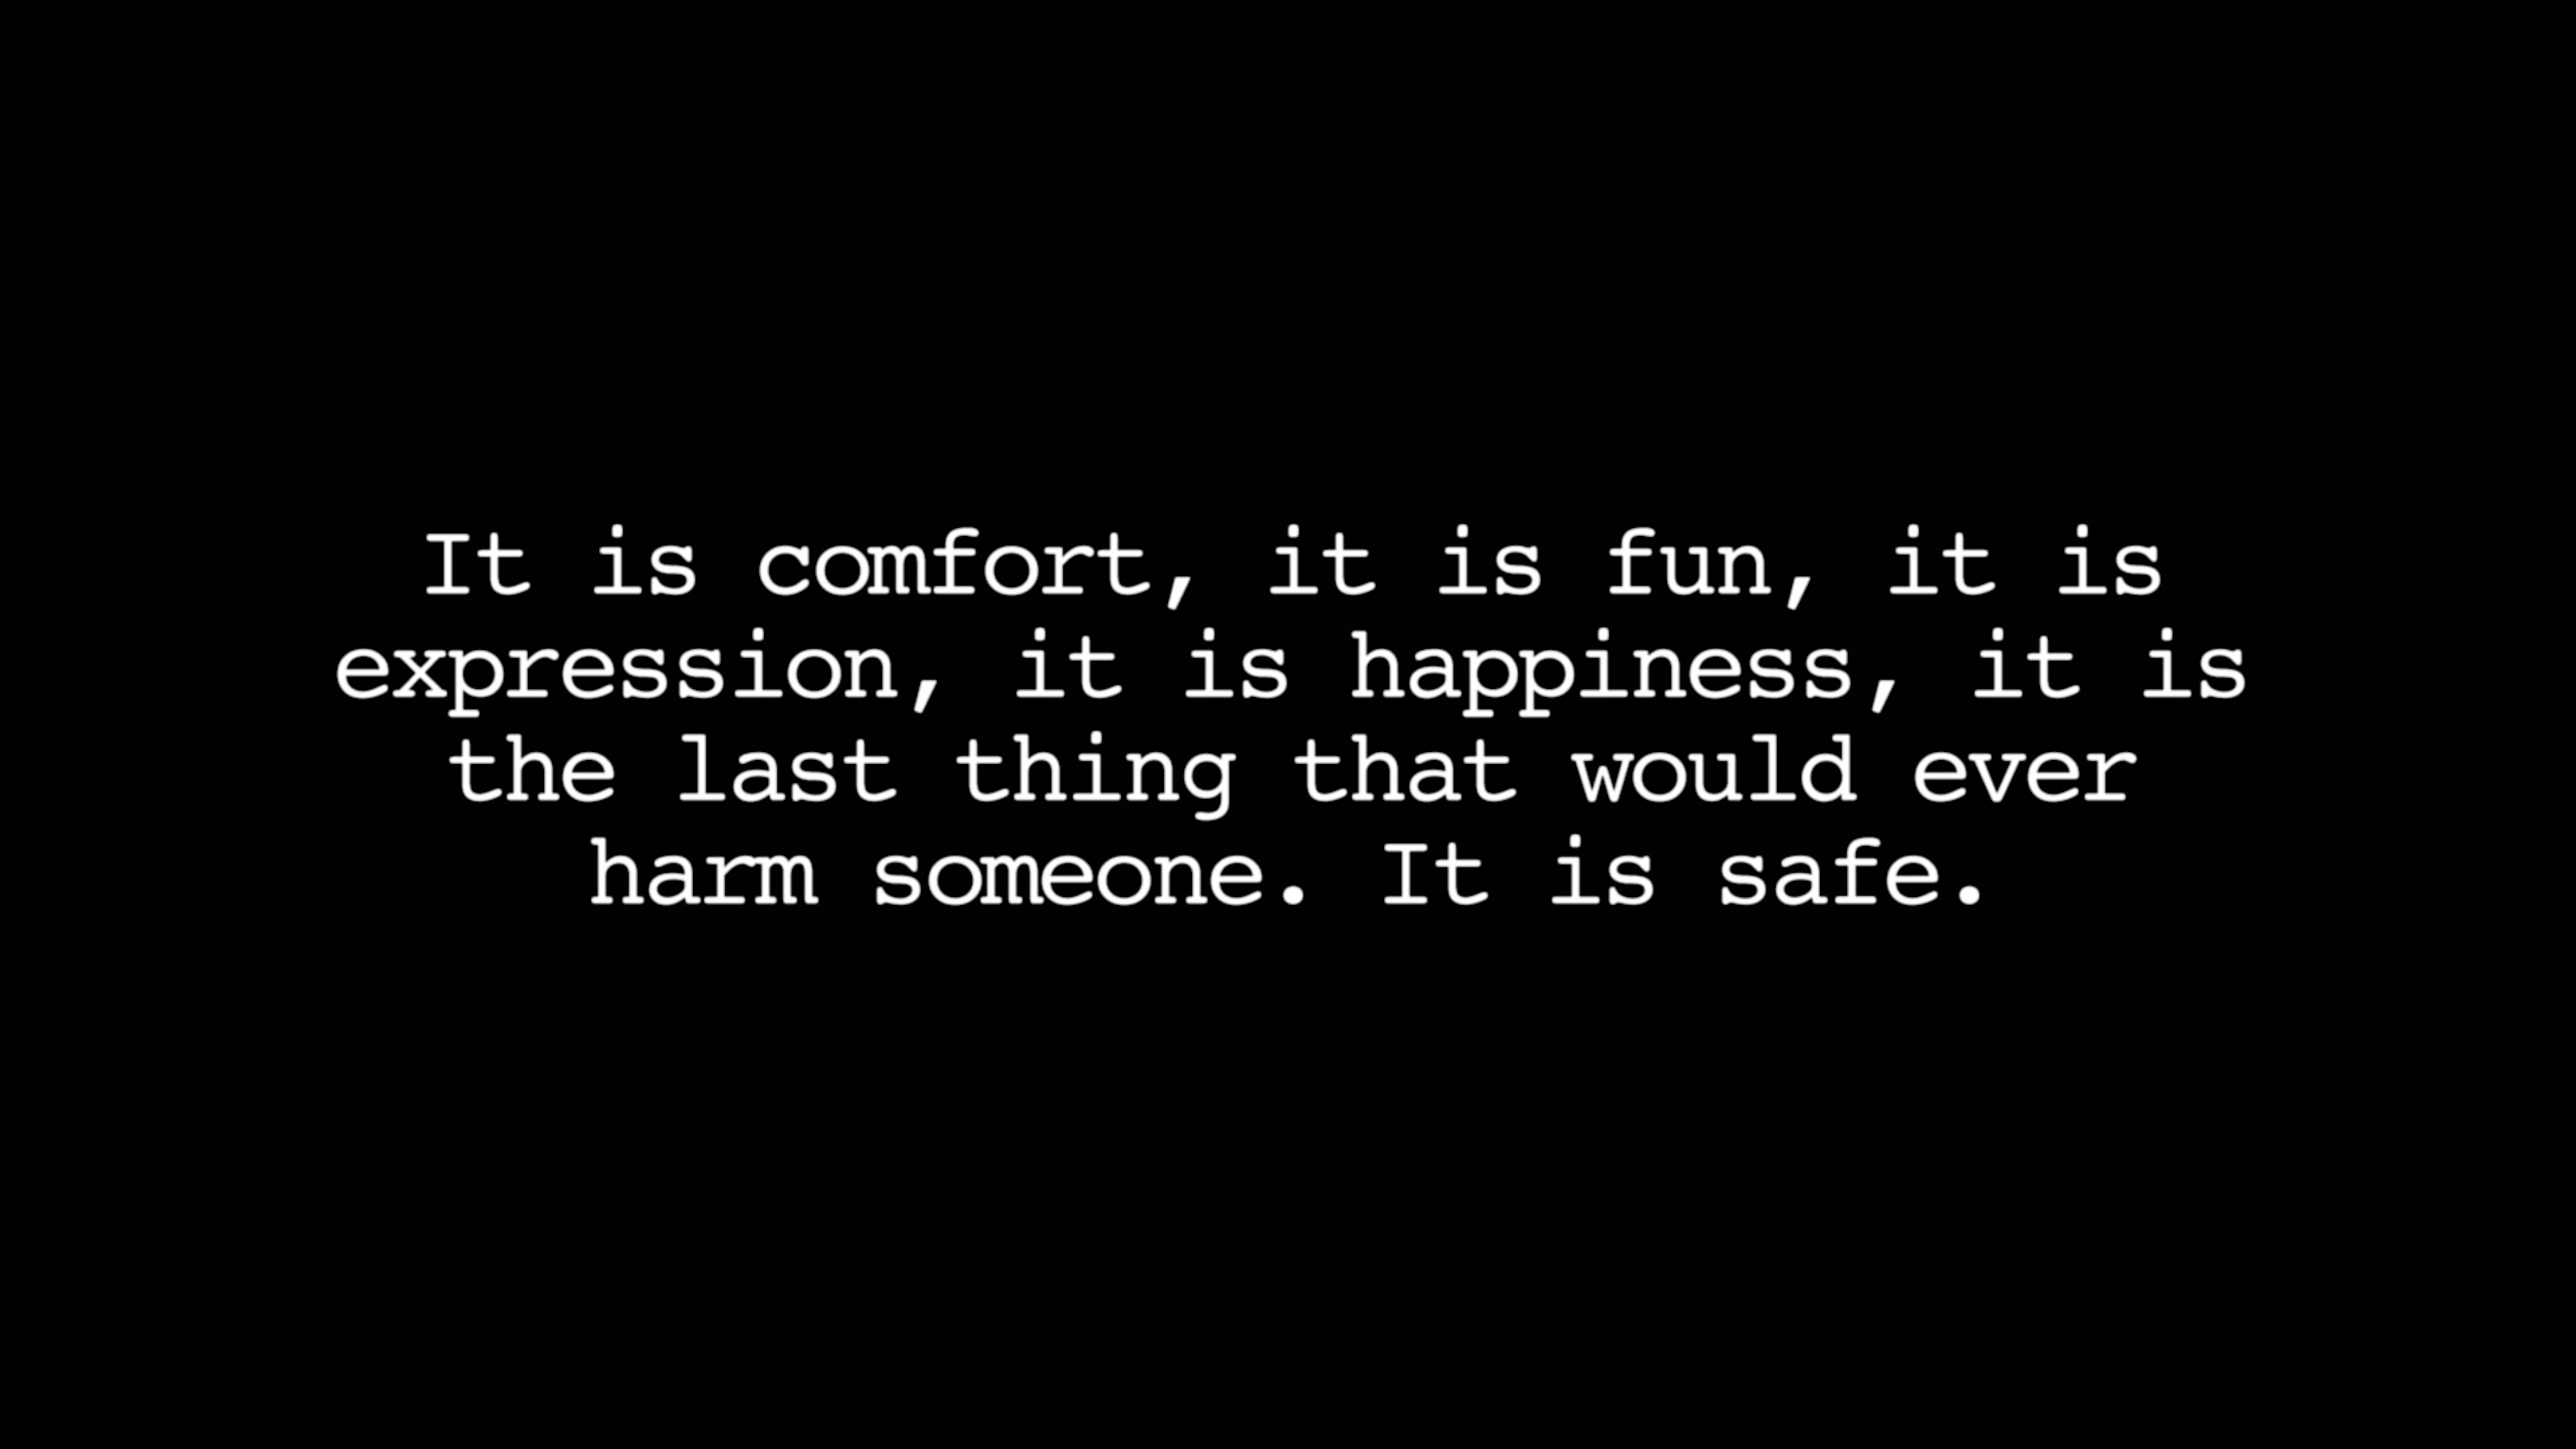 It is comfort, it is fun, it is
expression, it is happiness, it is
the last thing that would ever
harm someone. It is safe.